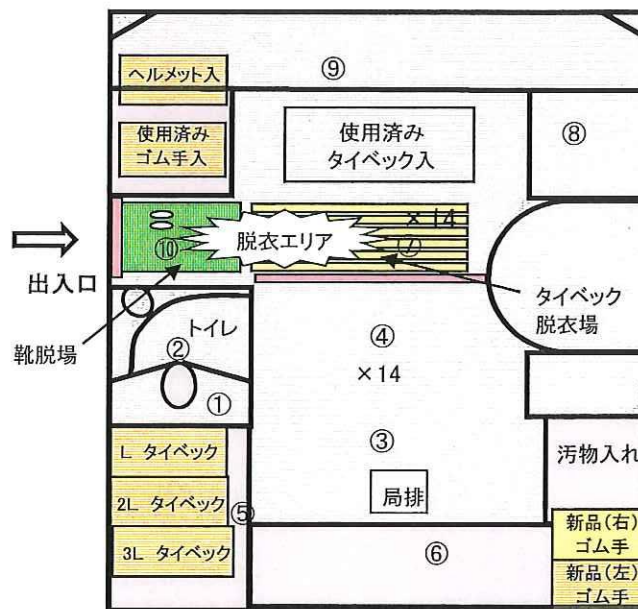 ヘルメット入
⑨
使用済み
ゴム手入
使用済み
タイベック入
⑧
×14
脱衣エリア
⑩
⑦
出入口
タイベック
脱衣場
靴脱場
トイレ
②
①
④
×14
③
局排
L タイベック
2L タイベック
3L タイベック
⑤
⑥
汚物入れ
新品(右)
ゴム手
新品(左)
ゴム手